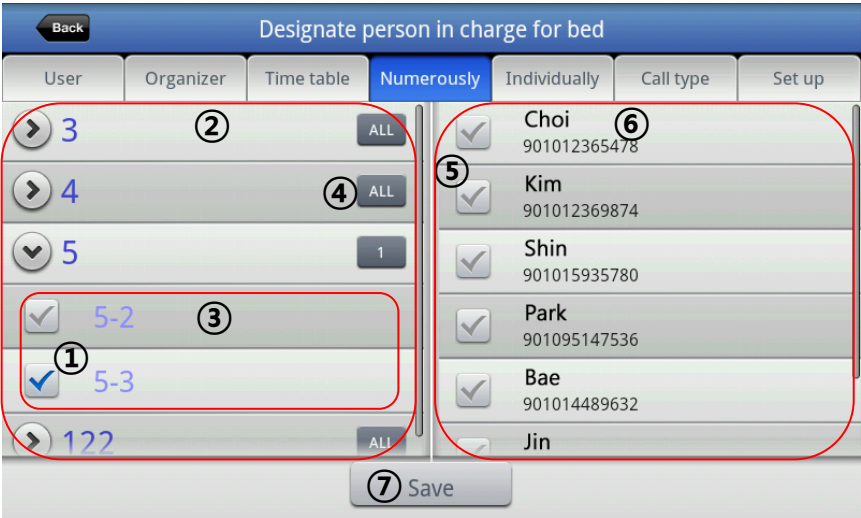 Back
Designate person in charge for bed
User Organizer Time table Numerously Individually Call type Set up
② 3 ALL
④ 4 ALL
5 1
③ 5-2
① 5-3
122 ALL
⑥ Choi
901012365478
⑤ Kim
901012369874
Shin
901015935780
Park
901095147536
Bae
901014489632
Jin
⑦ Save